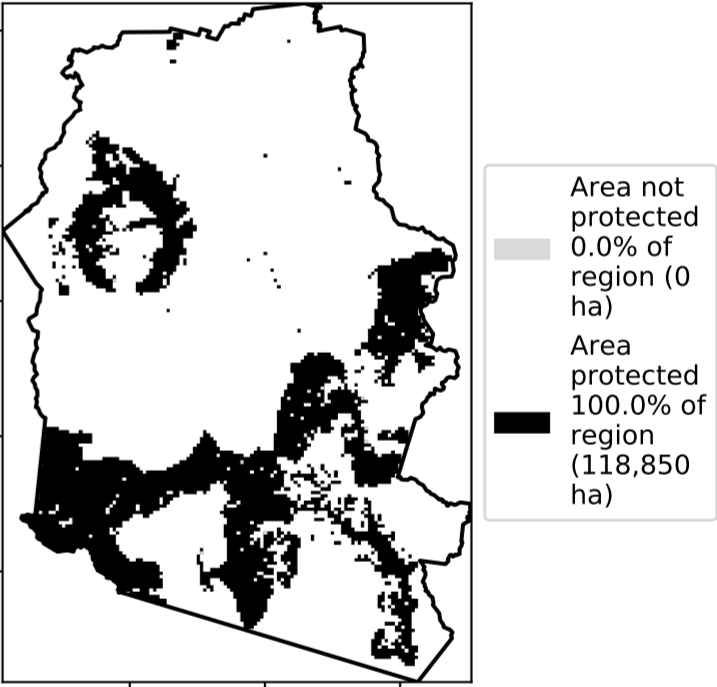 Area not
protected
0.0% of
region (0
ha)
Area
protected
100.0% of
region
(118,850
ha)